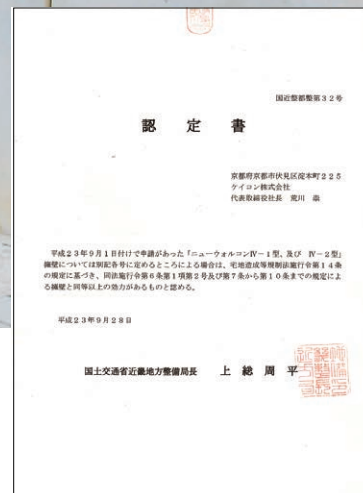 国近整都整第32号
認定書
京都府京都市伏見区淀本町225
ケイコン株式会社
代表取締役社長 荒川 崇
平成23年9月1日付けで申請があった「ニューウォルコンⅣ－1型、及び Ⅳ－2型」
擁壁については別記各号に定めるところによる場合は、宅地造成等規制法施行令第14条
の規定に基づき、同法施行令第6条第1項第2号及び第7条から第10条までの規定によ
る擁壁と同等以上の効力があるものと認める。
平成23年9月28日
国土交通省近畿地方整備局長 上総周平